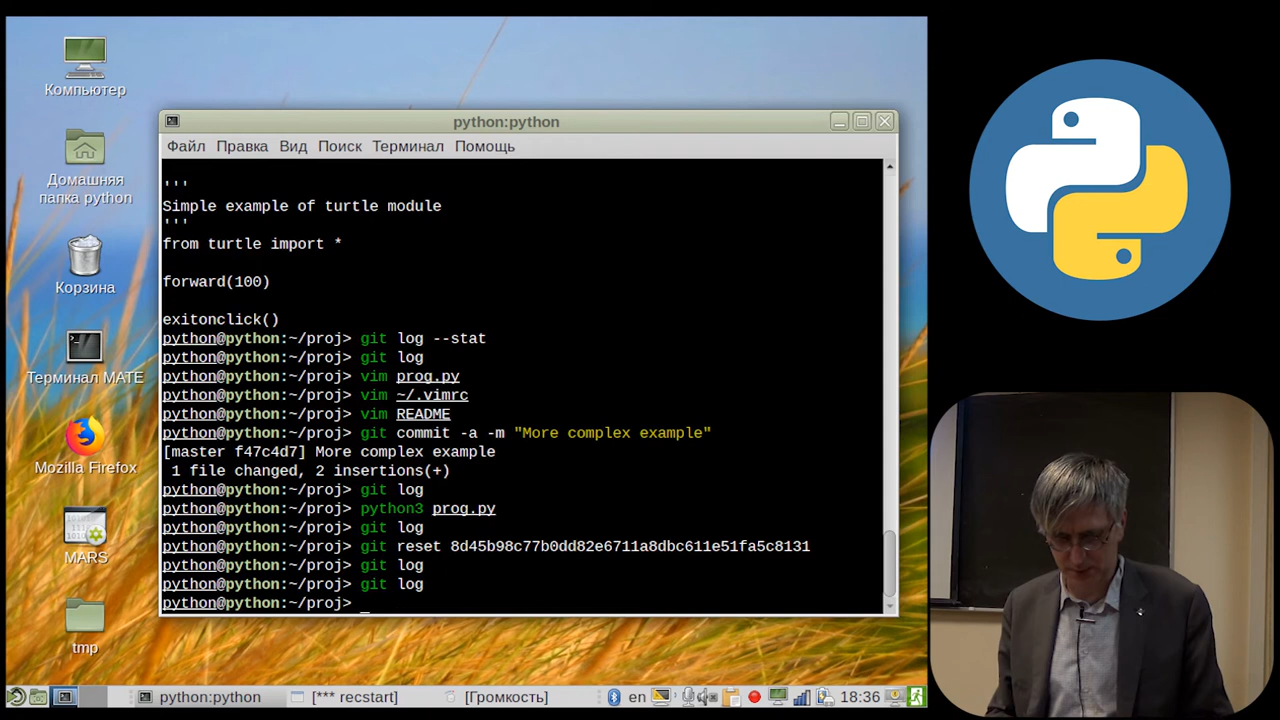 Компьютер
Домашняя
папка python
Корзина
Терминал MATE
Mozilla Firefox
MARS
tmp
python:python
Файл Правка Вид Поиск Терминал Помощь
'''
Simple example of turtle module
'''
from turtle import *
forward(100)
exitonclick()
python@python:~/proj> git log --stat
python@python:~/proj> git log
python@python:~/proj> vim prog.py
python@python:~/proj> vim ~/.vimrc
python@python:~/proj> vim README
python@python:~/proj> git commit -a -m "More complex example"
[master f47c4d7] More complex example
1 file changed, 2 insertions(+)
python@python:~/proj> git log
python@python:~/proj> python3 prog.py
python@python:~/proj> git log
python@python:~/proj> git reset 8d45b98c77b0dd82e6711a8dbc611e51fa5c8131
python@python:~/proj> git log
python@python:~/proj> git log
python@python:~/proj> _
python:python [*** recstart] [Громкость] en 18:36